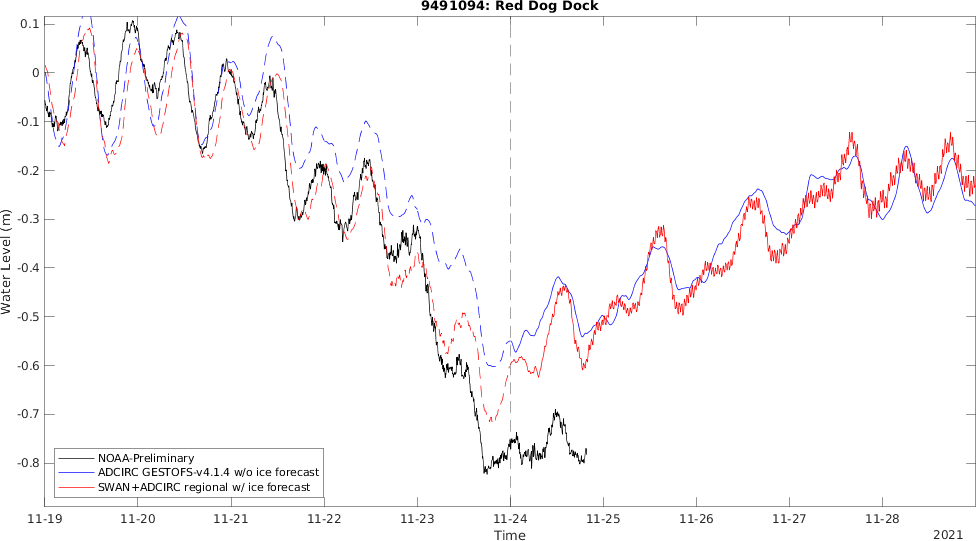 9491094: Red Dog Dock
Water Level (m)
0.1
0
-0.1
-0.2
-0.3
-0.4
-0.5
-0.6
-0.7
-0.8
NOAA-Preliminary
ADCIRC GESTOFS-v4.1.4 w/o ice forecast
SWAN+ADCIRC regional w/ ice forecast
11-19 11-20 11-21 11-22 11-23 11-24 11-25 11-26 11-27 11-28
Time
2021